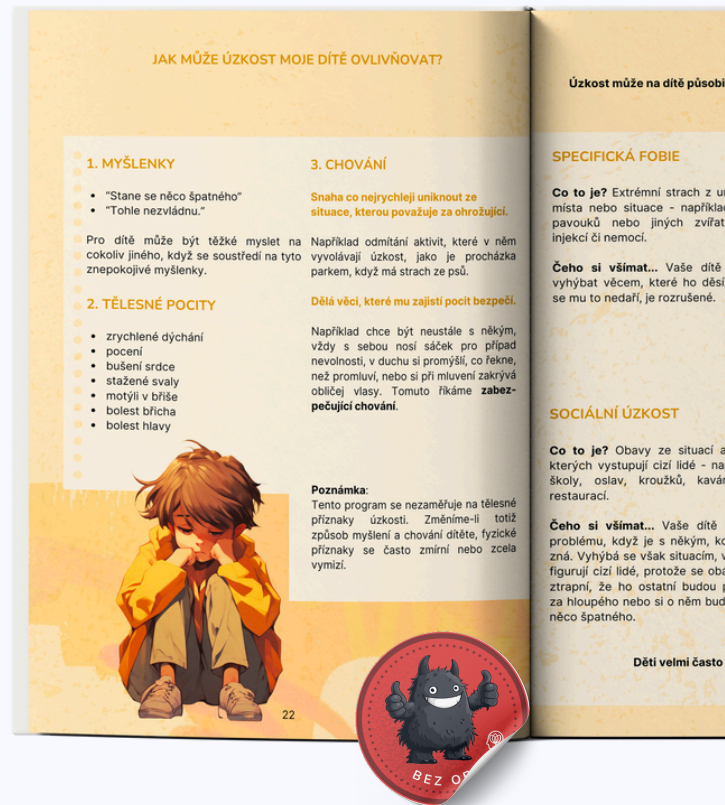 JAK MŮŽE ÚZKOST MOJE DÍTĚ OVLIVŇOVAT?
1. MYŠLENKY
• "Stane se něco špatného"
• "Tohle nezvládnu."
Pro dítě může být těžké myslet na
cokoliv jiného, když se soustředí na tyto
znepokojivé myšlenky.
2. TĚLESNÉ POCITY
• zrychlené dýchání
• pocení
• bušení srdce
• stažené svaly
• motýli v břiše
• bolest břicha
• bolest hlavy
3. CHOVÁNÍ
Snaha co nejrychleji uniknout ze
situace, kterou považuje za ohrožující.
Například odmítání aktivit, které v něm
vyvolávají úzkost, jako je procházka
parkem, když má strach ze psů.
Dělá věci, které mu zajistí pocit bezpečí.
Například chce být neustále s někým,
vždy s sebou nosí sáček pro případ
nevolnosti, v duchu si promýšlí, co řekne,
než promluví, nebo si při mluvení zakrývá
obličej vlasy. Tomuto říkáme zabez-
pečující chování.
Poznámka:
Tento program se nezaměřuje na tělesné
příznaky úzkosti. Změníme-li totiž
způsob myšlení a chování dítěte, fyzické
příznaky se často zmírní nebo zcela
vymizí.
22
Úzkost může na dítě působi
SPECIFICKÁ FOBIE
Co to je? Extrémní strach z
místa nebo situace - napříkla
pavouků nebo jiných zvířat
injekcí či nemocí.
Čeho si všímat... Vaše dítě
vyhýbat věcem, které ho děsí
se mu to nedaří, je rozrušené.
SOCIÁLNÍ ÚZKOST
Co to je? Obavy ze situací a
kterých vystupují cizí lidé - na
školy, oslav, kroužků, kavár
restaurací.
Čeho si všímat... Vaše dítě
problému, když je s někým, ko
zná. Vyhýbá se však situacím, v
figurují cizí lidé, protože se obá
ztrapní, že ho ostatní budou p
za hloupého nebo si o něm bud
něco špatného.
Děti velmi často
BEZ